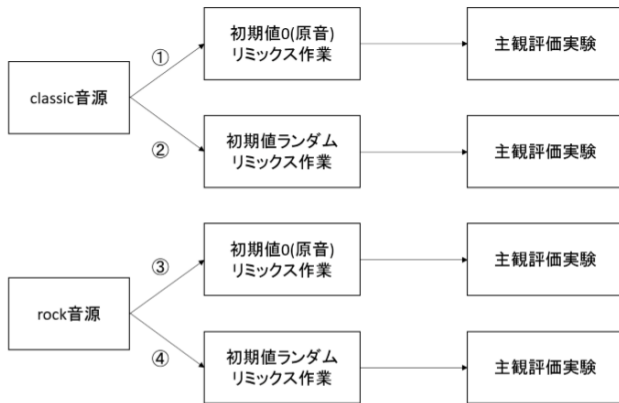 初期値0(原音)
リミックス作業
主観評価実験
①
classic音源
②
初期値ランダム
リミックス作業
主観評価実験
初期値0(原音)
リミックス作業
主観評価実験
③
rock音源
④
初期値ランダム
リミックス作業
主観評価実験